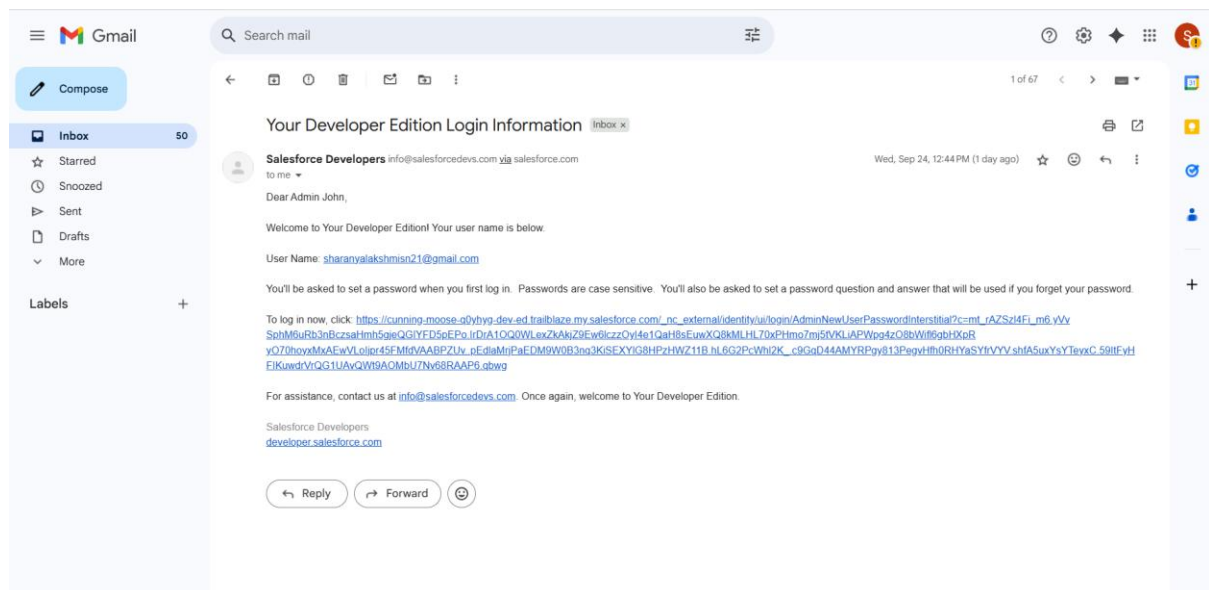 Gmail
Search mail
Compose
1 of 67
Inbox 50
Starred
Snoozed
Sent
Drafts
More
Labels
Your Developer Edition Login Information Inbox x
Salesforce Developers info@salesforcedevs.com via salesforce.com
Wed, Sep 24, 12:44 PM (1 day ago)
to me
Dear Admin John,
Welcome to Your Developer Edition! Your user name is below.
User Name: sharanyalakshmisn21@gmail.com
You'll be asked to set a password when you first log in. Passwords are case sensitive. You'll also be asked to set a password question and answer that will be used if you forget your password.
To log in now, click:
For assistance, contact us at info@salesforcedevs.com. Once again, welcome to Your Developer Edition.
Salesforce Developers
developer.salesforce.com
Reply
Forward